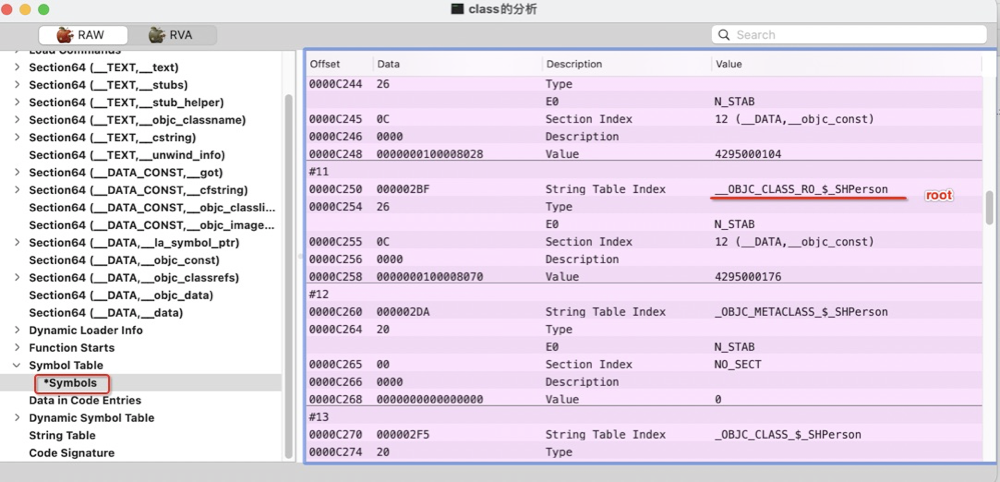 class的分析
RAW
RVA
Search
Load Commands
Section64 (__TEXT,__text)
Section64 (__TEXT,__stubs)
Section64 (__TEXT,__stub_helper)
Section64 (__TEXT,__objc_classname)
Section64 (__TEXT,__cstring)
Section64 (__TEXT,__unwind_info)
Section64 (__DATA_CONST,__got)
Section64 (__DATA_CONST,__cfstring)
Section64 (__DATA_CONST,__objc_classli...
Section64 (__DATA_CONST,__objc_image...
Section64 (__DATA,__la_symbol_ptr)
Section64 (__DATA,__objc_const)
Section64 (__DATA,__objc_classrefs)
Section64 (__DATA,__objc_data)
Section64 (__DATA,__data)
Dynamic Loader Info
Function Starts
Symbol Table
*Symbols
Data in Code Entries
Dynamic Symbol Table
String Table
Code Signature
Offset Data Description Value
0000C244 26 Type
E0 N_STAB
0000C245 0C Section Index 12 (__DATA,__objc_const)
0000C246 0000 Description
0000C248 0000000100008028 Value 4295000104
#11
0000C250 000002BF String Table Index __OBJC_CLASS_RO_$_SHPerson root
0000C254 26 Type
E0 N_STAB
0000C255 0C Section Index 12 (__DATA,__objc_const)
0000C256 0000 Description
0000C258 0000000100008070 Value 4295000176
#12
0000C260 000002DA String Table Index _OBJC_METACLASS_$_SHPerson
0000C264 20 Type
E0 N_STAB
0000C265 00 Section Index NO_SECT
0000C266 0000 Description
0000C268 0000000000000000 Value 0
#13
0000C270 000002F5 String Table Index _OBJC_CLASS_$_SHPerson
0000C274 20 Type